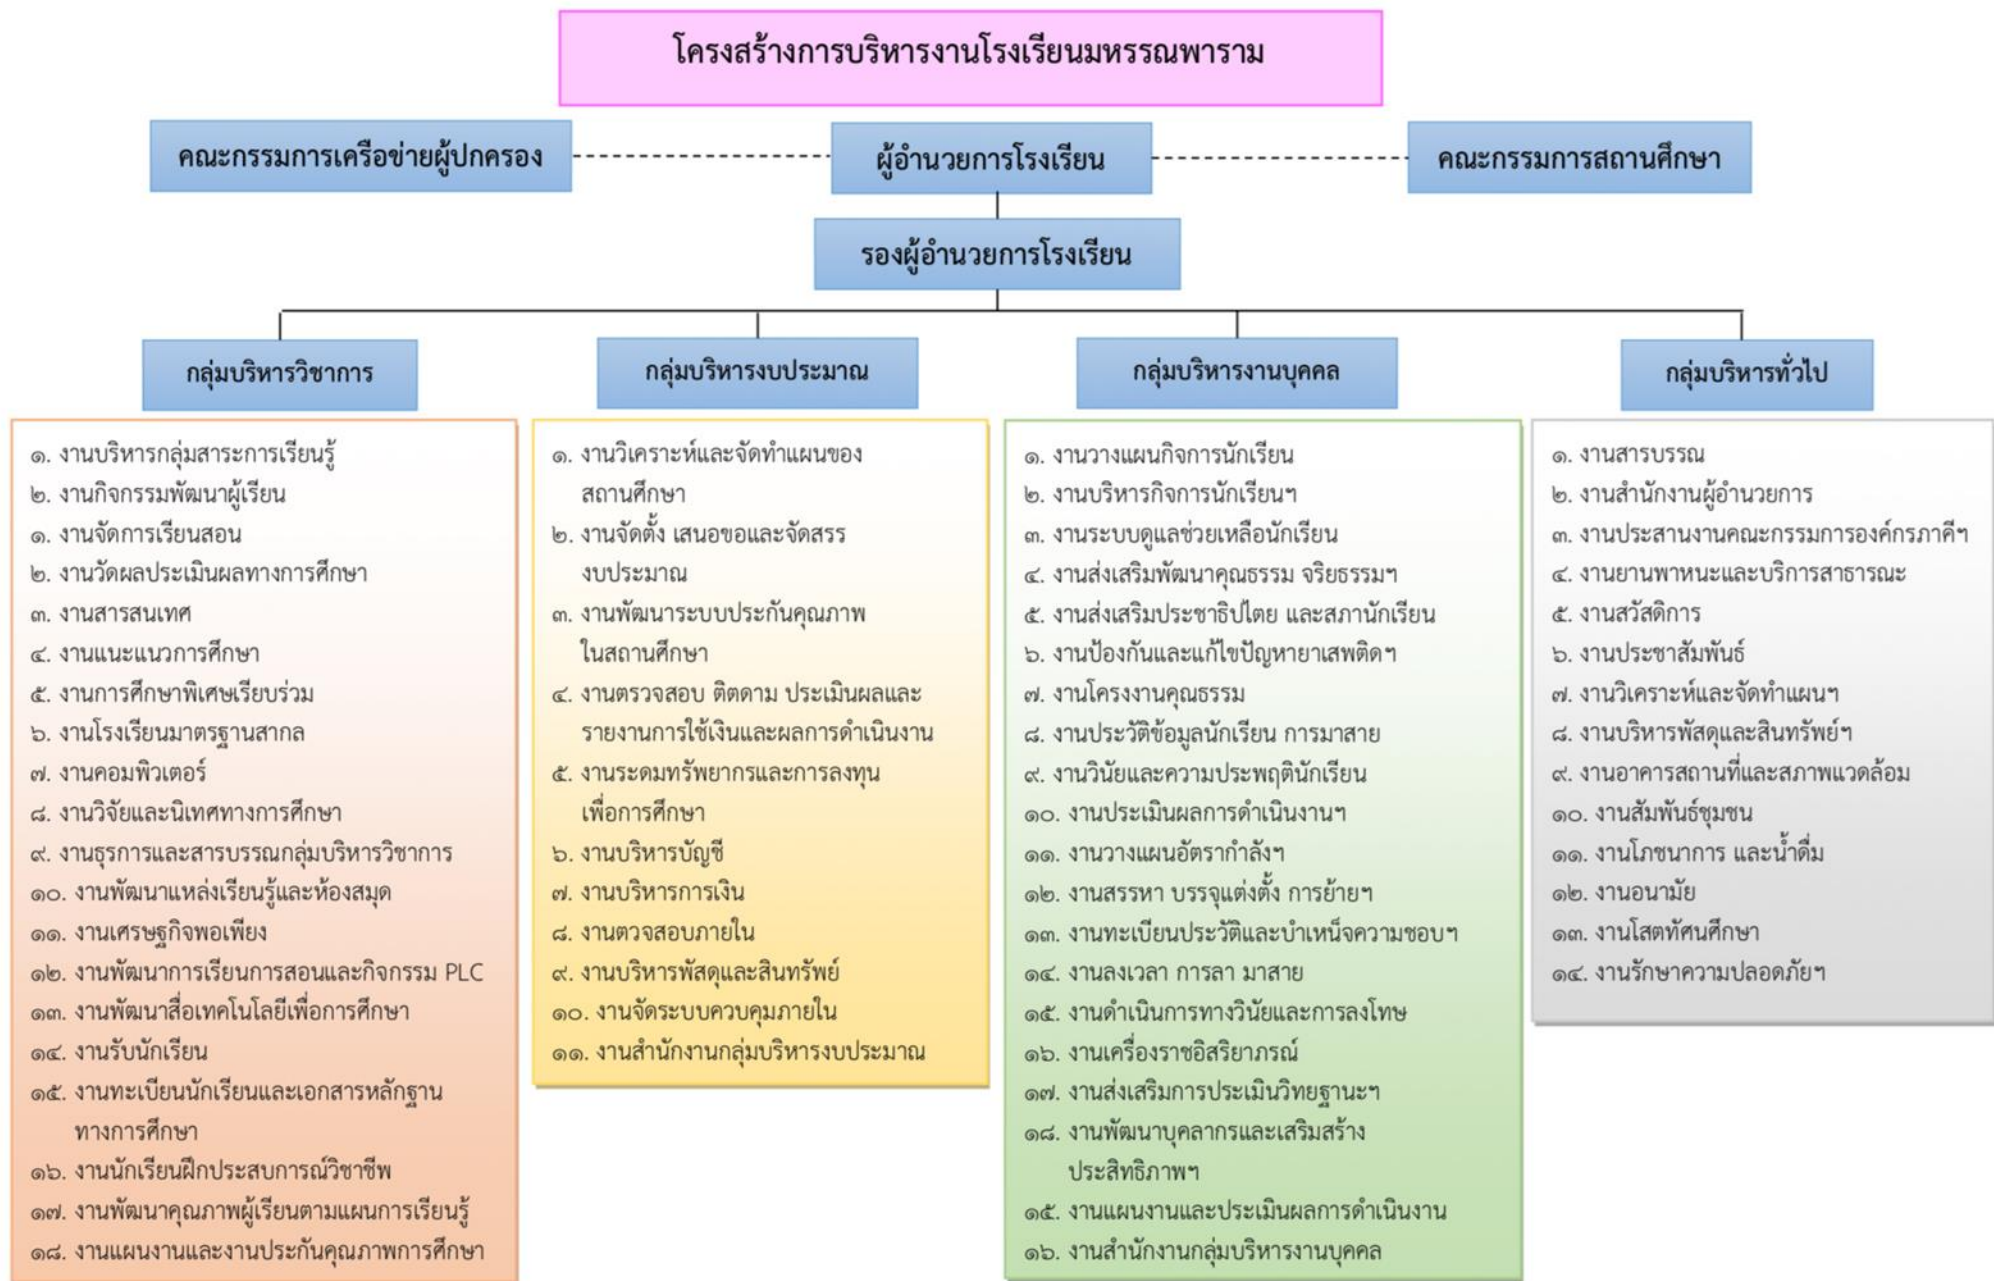 โครงสร้างการบริหารงานโรงเรียนมหรรณพาราม
คณะกรรมการเครือข่ายผู้ปกครอง
ผู้อำนวยการโรงเรียน
คณะกรรมการสถานศึกษา
รองผู้อำนวยการโรงเรียน
กลุ่มบริหารวิชาการ
๑. งานบริหารกลุ่มสาระการเรียนรู้
๒. งานกิจกรรมพัฒนาผู้เรียน
๑. งานจัดการเรียนสอน
๒. งานวัดผลประเมินผลทางการศึกษา
๓. งานสารสนเทศ
๔. งานแนะแนวการศึกษา
๕. งานการศึกษาพิเศษเรียบร่วม
๖. งานโรงเรียนมาตรฐานสากล
๗. งานคอมพิวเตอร์
๘. งานวิจัยและนิเทศทางการศึกษา
๙. งานธุรการและสารบรรณกลุ่มบริหารวิชาการ
๑๐. งานพัฒนาแหล่งเรียนรู้และห้องสมุด
๑๑. งานเศรษฐกิจพอเพียง
๑๒. งานพัฒนาการเรียนการสอนและกิจกรรม PLC
๑๓. งานพัฒนาสื่อเทคโนโลยีเพื่อการศึกษา
๑๔. งานรับนักเรียน
๑๕. งานทะเบียนนักเรียนและเอกสารหลักฐาน
ทางการศึกษา
๑๖. งานนักเรียนฝึกประสบการณ์วิชาชีพ
๑๗. งานพัฒนาคุณภาพผู้เรียนตามแผนการเรียนรู้
๑๘. งานแผนงานและงานประกันคุณภาพการศึกษา
กลุ่มบริหารงบประมาณ
๑. งานวิเคราะห์และจัดทำแผนของ
สถานศึกษา
๒. งานจัดตั้ง เสนอขอและจัดสรร
งบประมาณ
๓. งานพัฒนาระบบประกันคุณภาพ
ในสถานศึกษา
๔. งานตรวจสอบ ติตดาม ประเมินผลและ
รายงานการใช้เงินและผลการดำเนินงาน
๕. งานระดมทรัพยากรและการลงทุน
เพื่อการศึกษา
๖. งานบริหารบัญชี
๗. งานบริหารการเงิน
๘. งานตวจสอบภายใน
๙. งานบริหารพัสดุและสินทรัพย์
๑๐. งานจัดระบบควบคุมภายใน
๑๑. งานสำนักงานกลุ่มบริหารงบประมาณ
กลุ่มบริหารงานบุคคล
๑. งานวางแผนกิจการนักเรียน
๒. งานบริหารกิจการนักเรียนฯ
๓. งานระบบดูแลช่วยเหลือนักเรียน
๔. งานส่งเสริมพัฒนาคุณธรรม จริยธรรมฯ
๕. งานส่งเสริมประชาธิปไตย และสภานักเรียน
๖. งานป้องกันและแก้ไขปัญหายาเสพติดฯ
๗. งานโครงงานคุณธรรม
๘. งานประวัติข้อมูลนักเรียน การมาสาย
๙. งานวินัยและความประพฤตินักเรียน
๑๐. งานประเมินผลการดำเนินงานฯ
๑๑. งานวางแผนอัตรากำลังฯ
๑๒. งานสรรหา บรรจุแต่งตั้ง การย้ายฯ
๑๓. งานทะเบียนประวัติและบำเหน็จความชอบฯ
๑๔. งานลงเวลา การลา มาสาย
๑๕. งานดำเนินการทางวินัยและการลงโทษ
๑๖. งานเครื่องราชอิสริยาภรณ์
๑๗. งานส่งเสริมการประเมินวิทยฐานะฯ
๑๘. งานพัฒนาบุคลากรและเสริมสร้าง
ประสิทธิภาพฯ
๑๕. งานแผนงานและประเมินผลการดำเนินงาน
๑๖. งานสำนักงานกลุ่มบริหารงานบุคคล
กลุ่มบริหารทั่วไป
๑. งานสารบรรณ
๒. งานสำนักงานผู้อำนวยการ
๓. งานประสานงานคณะกรรมการองค์กรภาคีฯ
๔. งานยานพาหนะและบริการสาธารณะ
๕. งานสวัสดิการ
๖. งานประชาสัมพันธ์
๗. งานวิเคราะห์และจัดทำแผนฯ
๘. งานบริหารพัสดุและสินทรัพย์ฯ
๙. งานอาคารสถานที่และสภาพแวดล้อม
๑๐. งานสัมพันธ์ชุมชน
๑๑. งานโภชนาการ และน้ำดื่ม
๑๒. งานอนามัย
๑๓. งานโสตทัศนศึกษา
๑๔. งานรักษาความปลอดภัยฯ